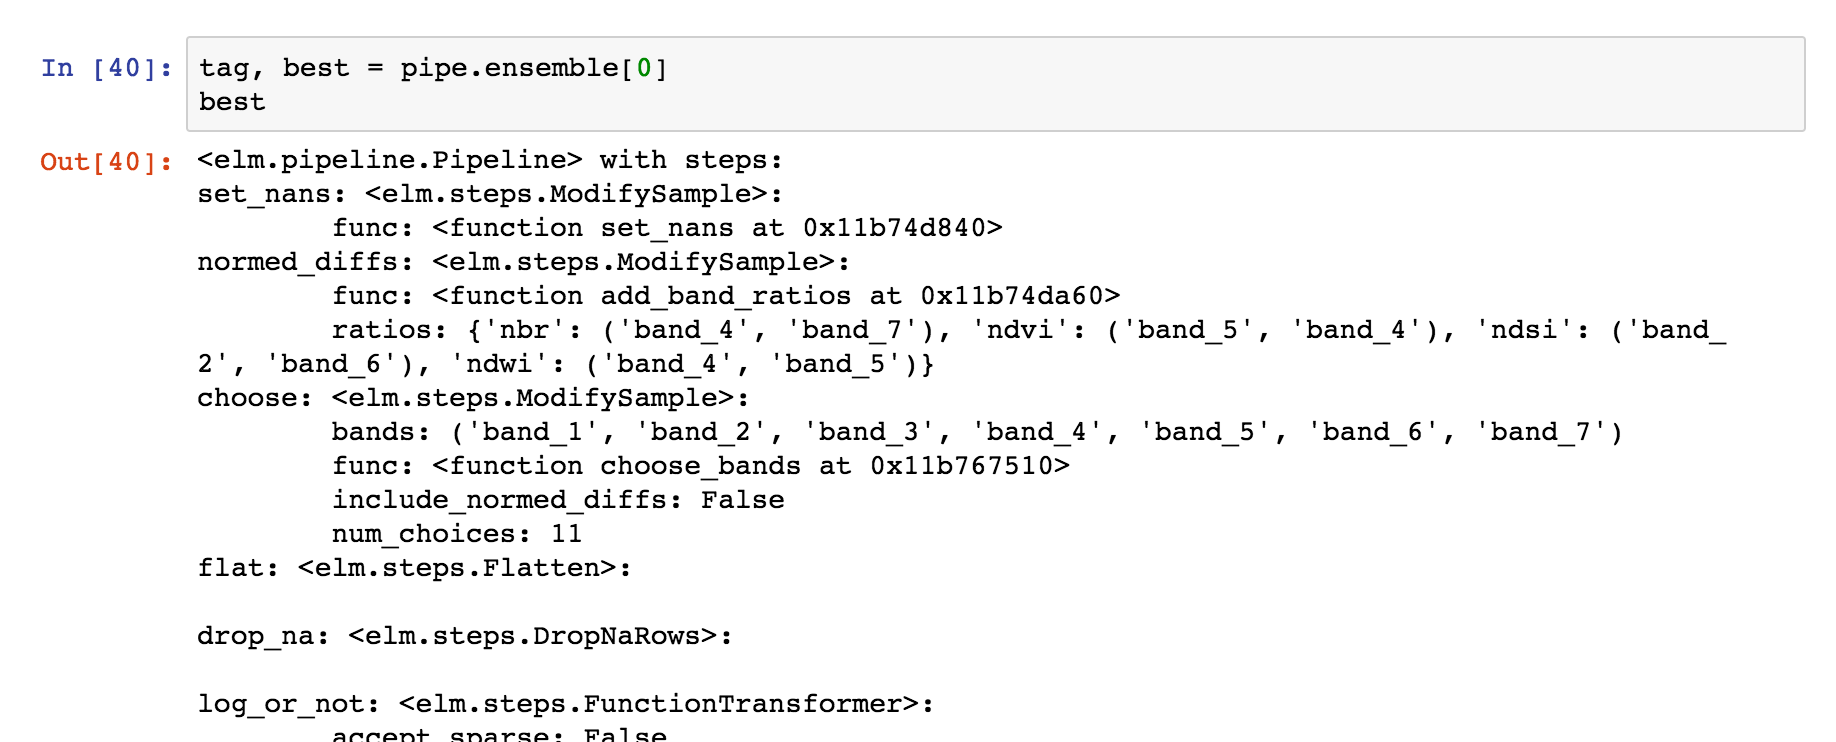 In [40]: tag, best = pipe.ensemble[0]
best
Out[40]: <elm.pipeline.Pipeline> with steps:
set_nans: <elm.steps.ModifySample>:
func: <function set_nans at 0x11b74d840>
normed_diffs: <elm.steps.ModifySample>:
func: <function add_band_ratios at 0x11b74da60>
ratios: {'nbr': ('band_4', 'band_7'), 'ndvi': ('band_5', 'band_4'), 'ndsi': ('band_
2', 'band_6'), 'ndwi': ('band_4', 'band_5')}
choose: <elm.steps.ModifySample>:
bands: ('band_1', 'band_2', 'band_3', 'band_4', 'band_5', 'band_6', 'band_7')
func: <function choose_bands at 0x11b767510>
include_normed_diffs: False
num_choices: 11
flat: <elm.steps.Flatten>:
drop_na: <elm.steps.DropNaRows>:
log_or_not: <elm.steps.FunctionTransformer>:
accept_sparse: False